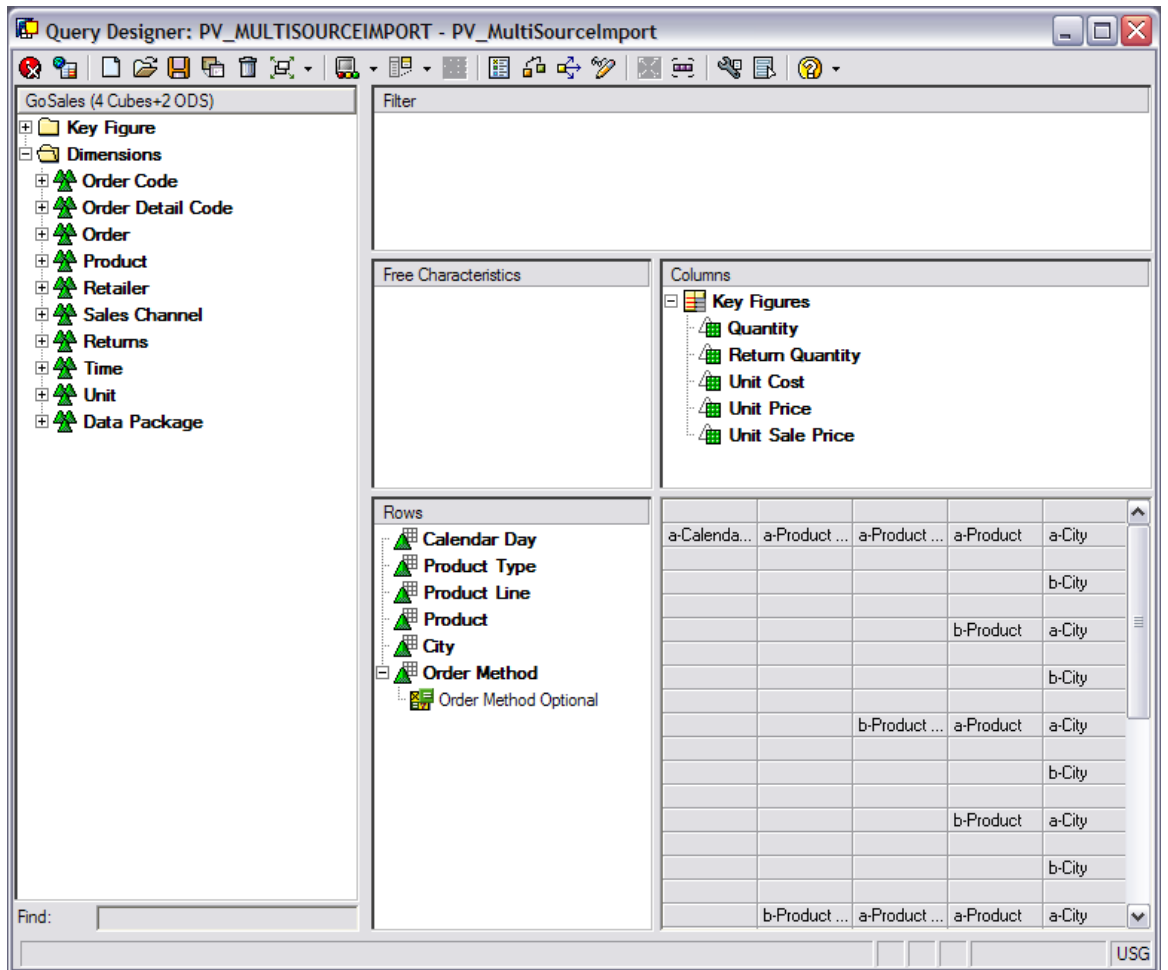 Query Designer: PV_MULTISOURCEIMPORT - PV_MultiSourceImport
GoSales (4 Cubes+2 ODS)
Key Figure
Dimensions
Order Code
Order Detail Code
Order
Product
Retailer
Sales Channel
Returns
Time
Unit
Data Package
Find:
Filter
Free Characteristics
Columns
Key Figures
Quantity
Return Quantity
Unit Cost
Unit Price
Unit Sale Price
Rows
Calendar Day
Product Type
Product Line
Product
City
Order Method
Order Method Optional
a-Calenda... a-Product ... a-Product ... a-Product a-City
b-City
b-Product a-City
b-City
b-Product ... a-Product a-City
b-City
b-Product a-City
b-City
b-Product ... a-Product ... a-Product a-City
USG